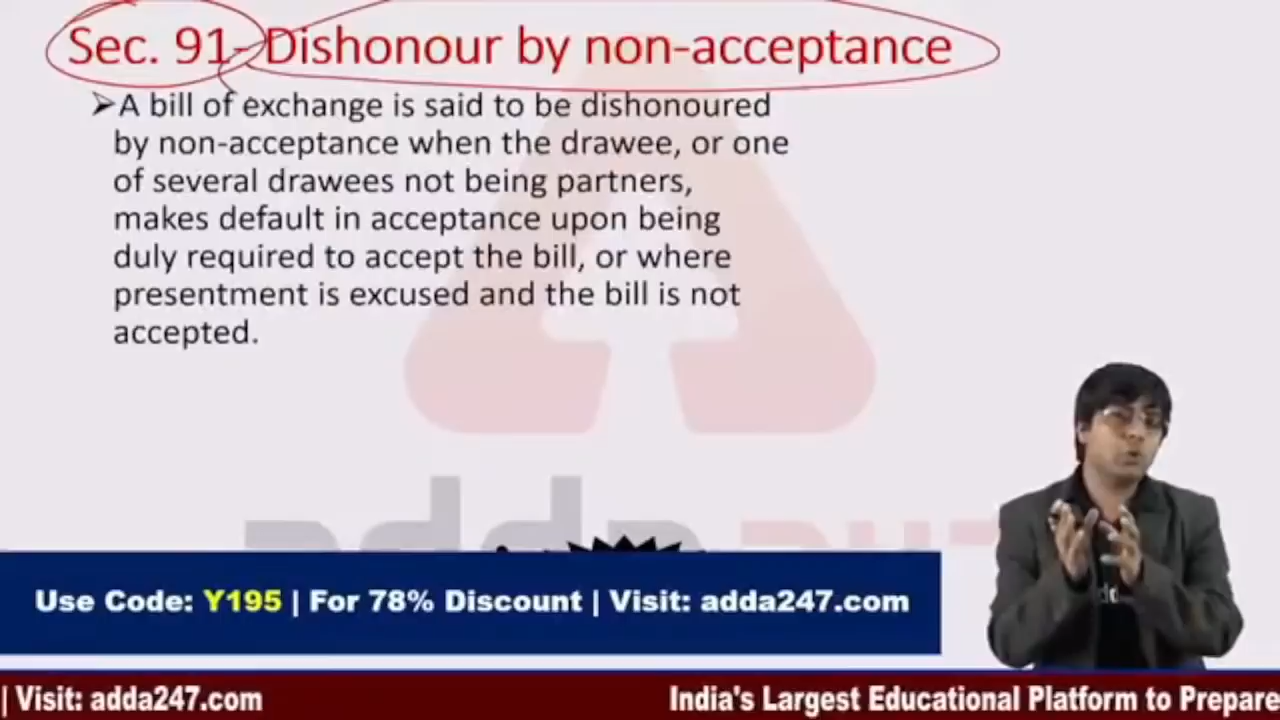 Sec. 91- Dishonour by non-acceptance
➤A bill of exchange is said to be dishonoured
by non-acceptance when the drawee, or one
of several drawees not being partners,
makes default in acceptance upon being
duly required to accept the bill, or where
presentment is excused and the bill is not
accepted.
Use Code: Y195 | For 78% Discount | Visit: adda247.com
| Visit: adda247.com
India's Largest Educational Platform to Prepare